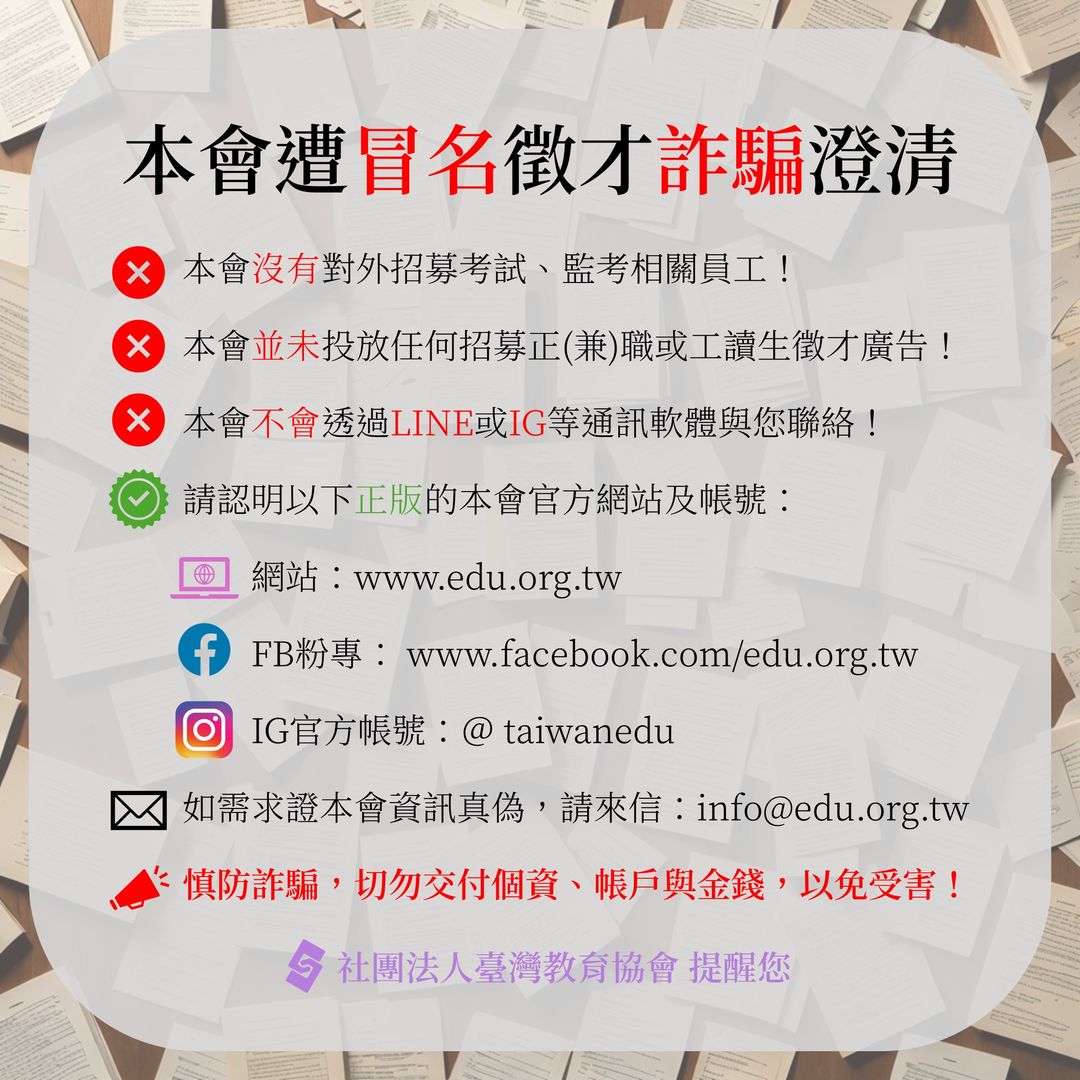 本會遭冒名徵才詐騙澄清
本會沒有對外招募考試、監考相關員工！
本會並未投放任何招募正(兼)職或工讀生徵才廣告！
本會不會透過LINE或IG等通訊軟體與您聯絡！
請認明以下正版的本會官方網站及帳號：
網站：www.edu.org.tw
FB粉專： www.facebook.com/edu.org.tw
IG官方帳號：@ taiwanedu
如需求證本會資訊真偽，請來信：info@edu.org.tw
慎防詐騙，切勿交付個資、帳戶與金錢，以免受害！
社團法人臺灣教育協會 提醒您